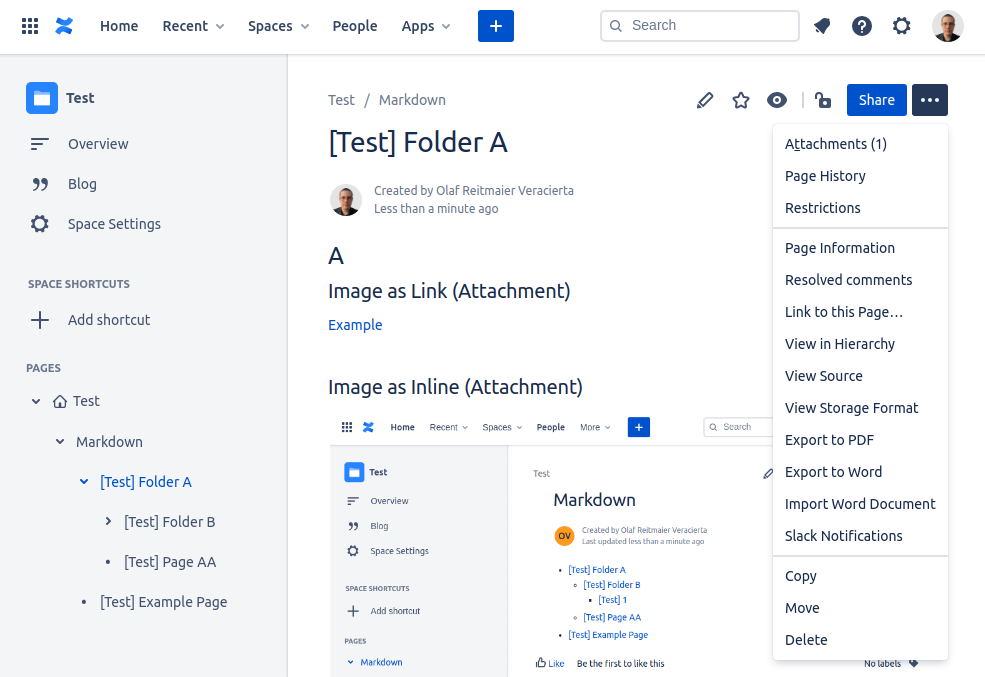 Home Recent Spaces People Apps + Search
Test
Overview
Blog
Space Settings
SPACE SHORTCUTS
Add shortcut
PAGES
Test
Markdown
[Test] Folder A
[Test] Folder B
[Test] Page AA
[Test] Example Page
Test / Markdown
Share
[Test] Folder A
Created by Olaf Reitmaier Veracierta
Less than a minute ago
A
Image as Link (Attachment)
Example
Image as Inline (Attachment)
Home Recent Spaces People More + Search
Test
Overview
Blog
Space Settings
SPACE SHORTCUTS
Add shortcut
PAGES
Markdown
Test
Markdown
OV
Created by Olaf Reitmaier Veracierta
Last updated less than a minute ago
[Test] Folder A
[Test] Folder B
[Test] 1
[Test] Page AA
[Test] Example Page
Like Be the first to like this No labels
Attachments (1)
Page History
Restrictions
Page Information
Resolved comments
Link to this Page…
View in Hierarchy
View Source
View Storage Format
Export to PDF
Export to Word
Import Word Document
Slack Notifications
Copy
Move
Delete